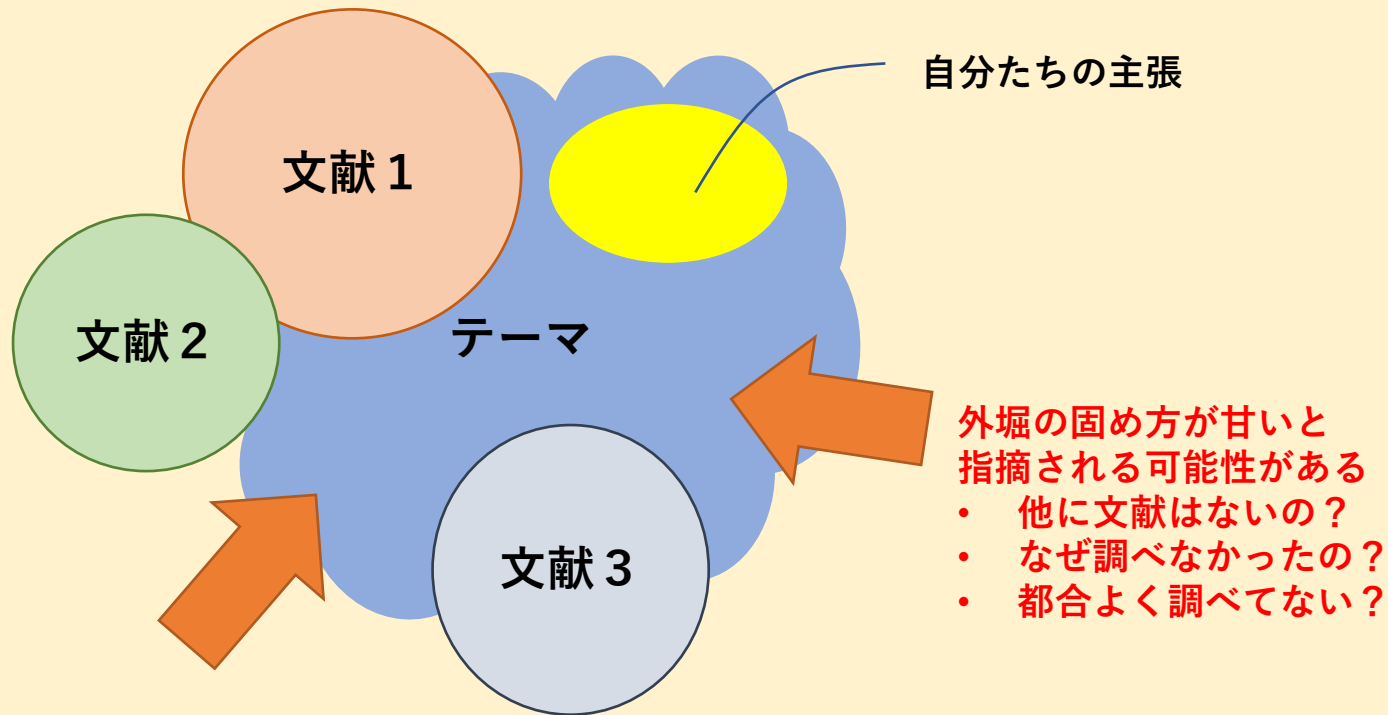 自分たちの主張
文献１
文献２
テーマ
外堀の固め方が甘いと
指摘される可能性がある
• 他に文献はないの？
• なぜ調べなかったの？
• 都合よく調べてない？
文献３